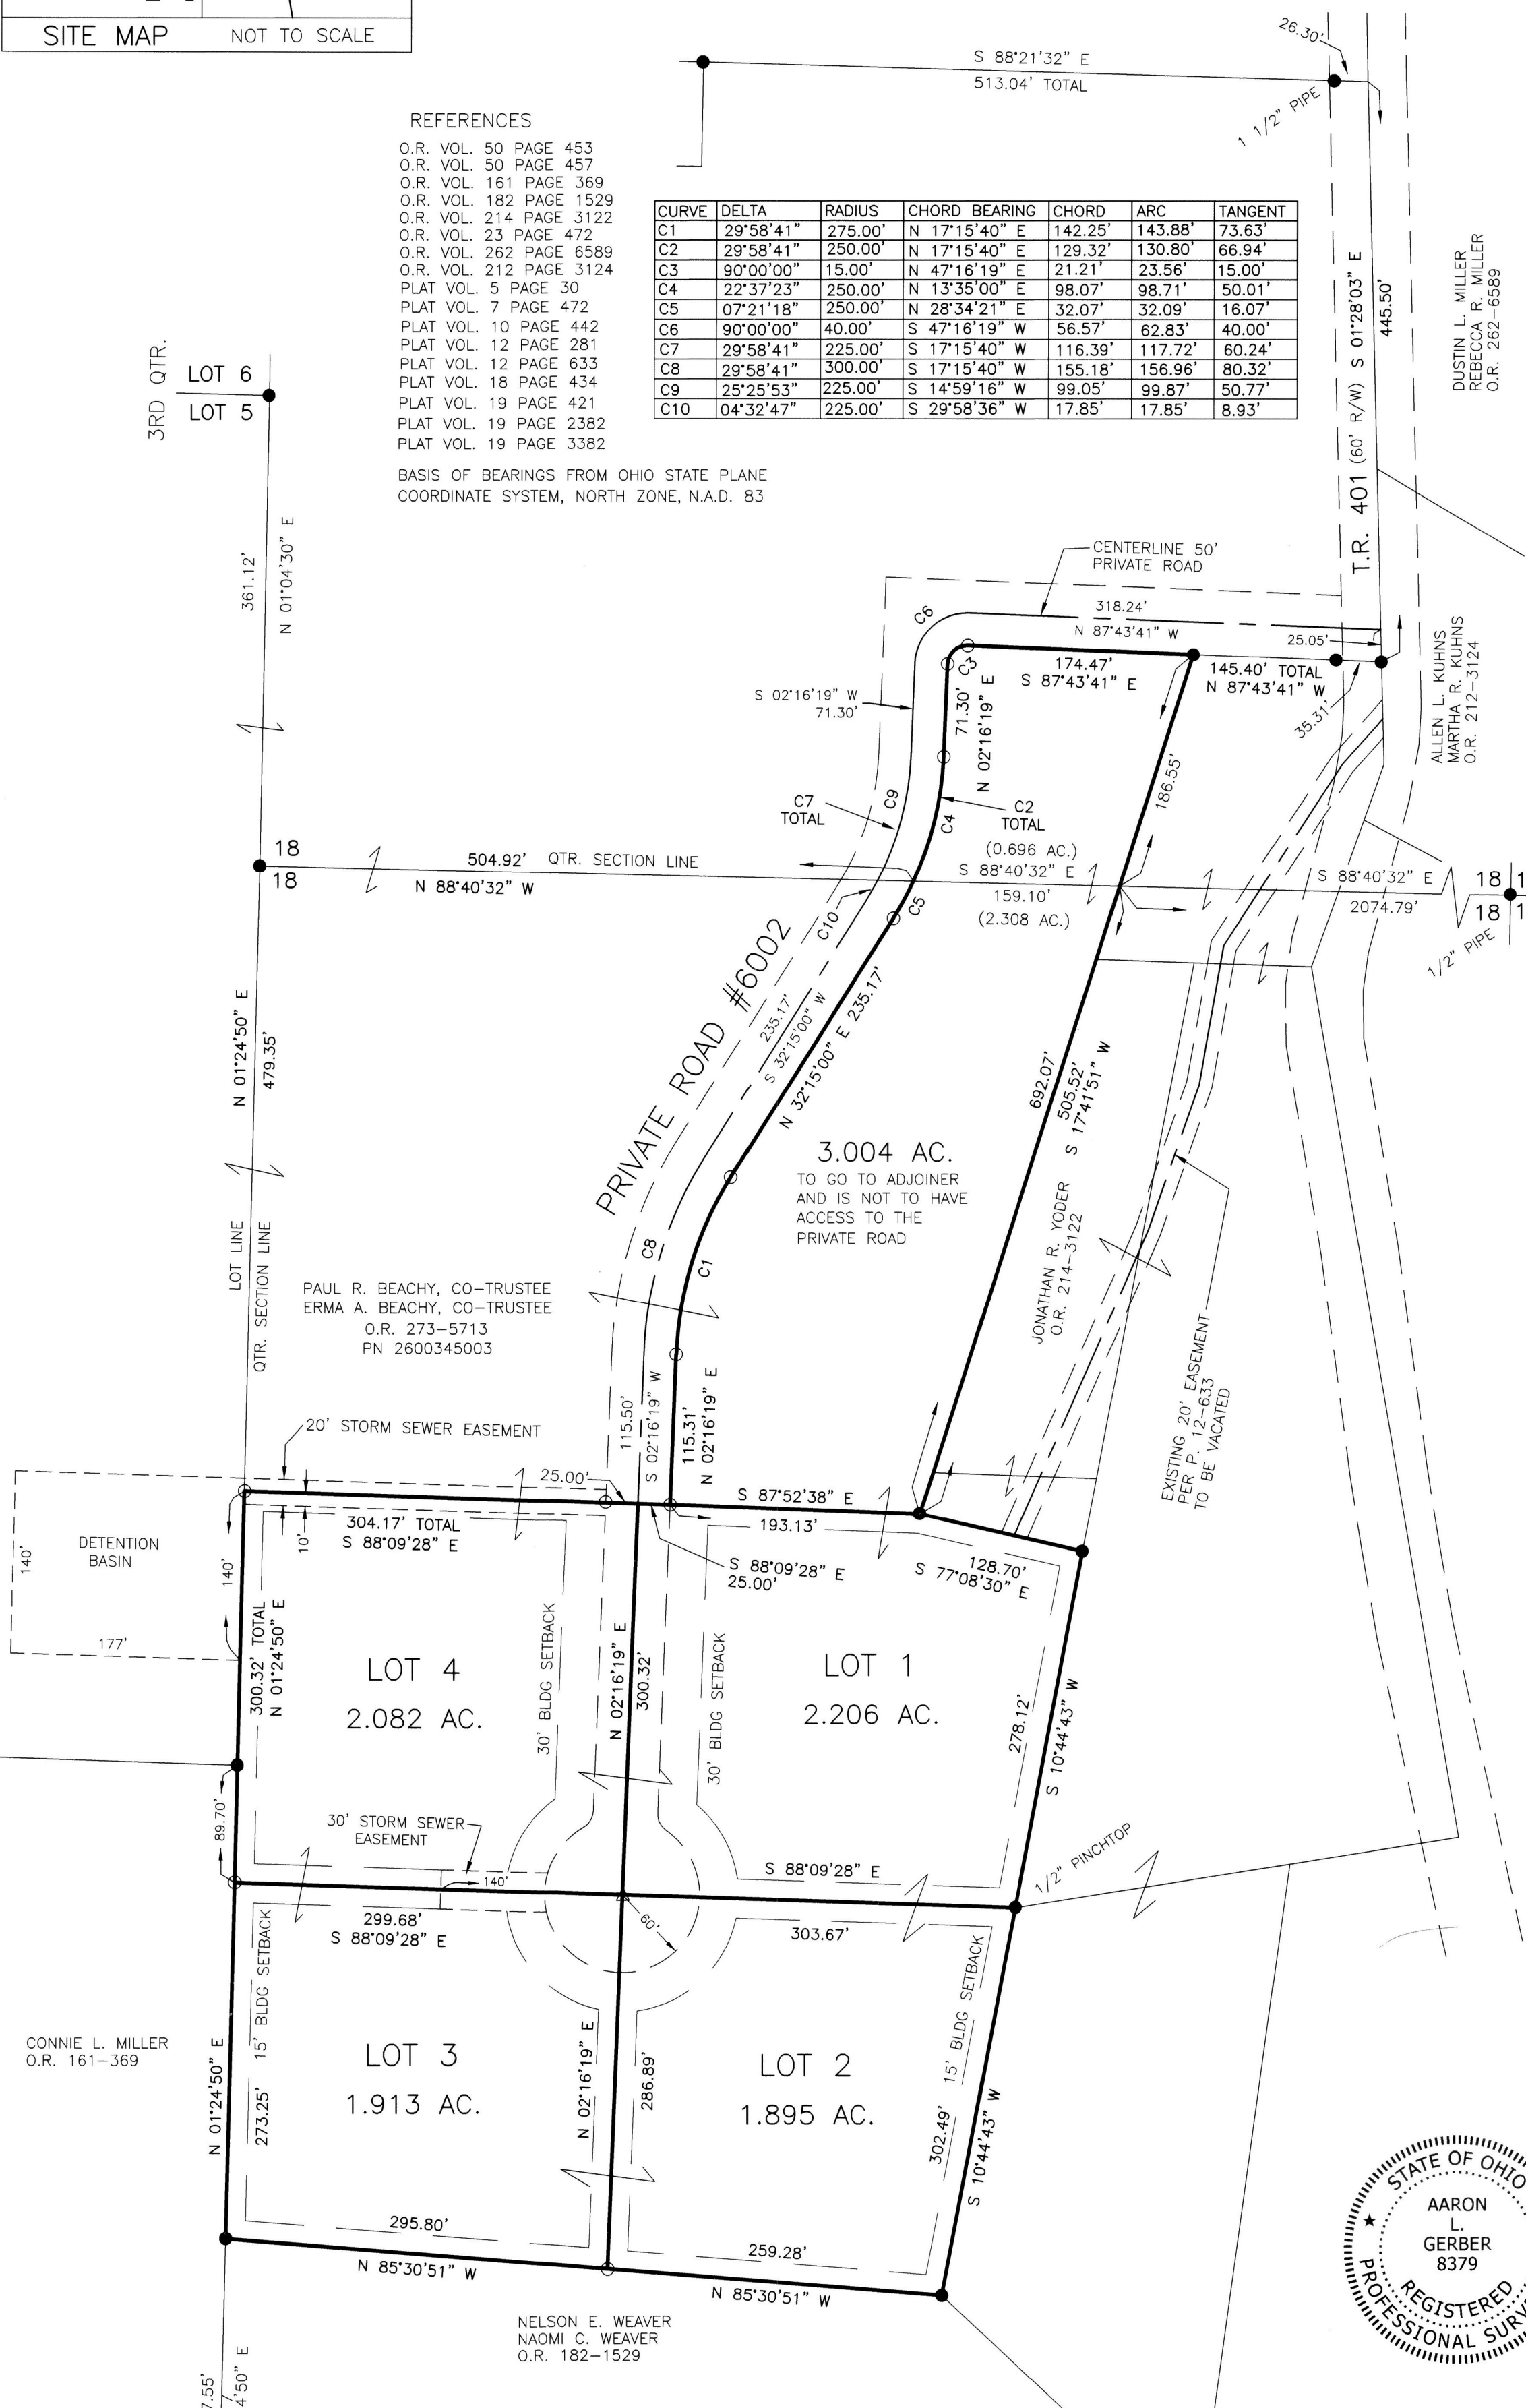 SITE MAP
NOT TO SCALE
26.30'
S 88°21'32" E
513.04' TOTAL
1 1/2" PIPE
REFERENCES
O.R. VOL. 50 PAGE 453
O.R. VOL. 50 PAGE 457
O.R. VOL. 161 PAGE 369
O.R. VOL. 182 PAGE 1529
O.R. VOL. 214 PAGE 3122
O.R. VOL. 23 PAGE 472
O.R. VOL. 262 PAGE 6589
O.R. VOL. 212 PAGE 3124
PLAT VOL. 5 PAGE 30
PLAT VOL. 7 PAGE 472
PLAT VOL. 10 PAGE 442
PLAT VOL. 12 PAGE 281
PLAT VOL. 12 PAGE 633
PLAT VOL. 18 PAGE 434
PLAT VOL. 19 PAGE 421
PLAT VOL. 19 PAGE 2382
PLAT VOL. 19 PAGE 3382
BASIS OF BEARINGS FROM OHIO STATE PLANE
COORDINATE SYSTEM, NORTH ZONE, N.A.D. 83
CURVE DELTA RADIUS CHORD BEARING CHORD ARC TANGENT
C1 29°58'41" 275.00' N 17°15'40" E 142.25' 143.88' 73.63'
C2 29°58'41" 250.00' N 17°15'40" E 129.32' 130.80' 66.94'
C3 90°00'00" 15.00' N 47°16'19" E 21.21' 23.56' 15.00'
C4 22°37'23" 250.00' N 13°35'00" E 98.07' 98.71' 50.01'
C5 07°21'18" 250.00' N 28°34'21" E 32.07' 32.09' 16.07'
C6 90°00'00" 40.00' S 47°16'19" W 56.57' 62.83' 40.00'
C7 29°58'41" 225.00' S 17°15'40" W 116.39' 117.72' 60.24'
C8 29°58'41" 300.00' S 17°15'40" W 155.18' 156.96' 80.32'
C9 25°25'53" 225.00' S 14°59'16" W 99.05' 99.87' 50.77'
C10 04°32'47" 225.00' S 29°58'36" W 17.85' 17.85' 8.93'
T.R. 401 (60' R/W) S 01°28'03" E
445.50'
DUSTIN L. MILLER
REBECCA R. MILLER
O.R. 262-6589
3RD QTR.
LOT 6
LOT 5
361.12'
N 01°04'30" E
CENTERLINE 50'
PRIVATE ROAD
C6
318.24'
N 87°43'41" W
25.05'
C3
174.47'
S 87°43'41" E
145.40' TOTAL
N 87°43'41" W
35.31'
ALLEN L. KUHNS
MARTHA R. KUHNS
O.R. 212-3124
S 02°16'19" W
71.30'
71.30'
N 02°16'19" E
186.55'
C9
C7
TOTAL
C4
C2
TOTAL
(0.696 AC.)
18
18
504.92' QTR. SECTION LINE
N 88°40'32" W
S 88°40'32" E
159.10'
(2.308 AC.)
S 88°40'32" E
2074.79'
18 1
18 1
1/2" PIPE
C5
C10
PRIVATE ROAD #6002
235.17'
S 32°15'00" W
N 32°15'00" E 235.17'
N 01°24'50" E
479.35'
692.07'
505.52'
S 17°41'51" W
3.004 AC.
TO GO TO ADJOINER
AND IS NOT TO HAVE
ACCESS TO THE
PRIVATE ROAD
JONATHAN R. YODER
O.R. 214-3122
C8
C1
LOT LINE
QTR. SECTION LINE
PAUL R. BEACHY, CO-TRUSTEE
ERMA A. BEACHY, CO-TRUSTEE
O.R. 273-5713
PN 2600345003
EXISTING 20' EASEMENT
PER P. 12-633
TO BE VACATED
115.50'
S 02°16'19" W
115.31'
N 02°16'19" E
20' STORM SEWER EASEMENT
25.00'
S 87°52'38" E
193.13'
304.17' TOTAL
S 88°09'28" E
10'
S 88°09'28" E
25.00'
128.70'
S 77°08'30" E
DETENTION
BASIN
140'
140'
177'
300.32' TOTAL
N 01°24'50" E
LOT 4
2.082 AC.
30' BLDG SETBACK
N 02°16'19" E
300.32'
30' BLDG SETBACK
LOT 1
2.206 AC.
278.12'
S 10°44'43" W
89.70'
30' STORM SEWER
EASEMENT
140'
S 88°09'28" E
1/2" PINCHTOP
299.68'
S 88°09'28" E
60'
303.67'
CONNIE L. MILLER
O.R. 161-369
N 01°24'50" E
273.25'
15' BLDG SETBACK
LOT 3
1.913 AC.
N 02°16'19" E
286.89'
LOT 2
1.895 AC.
15' BLDG SETBACK
302.49'
S 10°44'43" W
295.80'
N 85°30'51" W
259.28'
N 85°30'51" W
NELSON E. WEAVER
NAOMI C. WEAVER
O.R. 182-1529
7.55'
4'50" E
STATE OF OHIO
AARON
L.
GERBER
8379
REGISTERED
PROFESSIONAL SURV